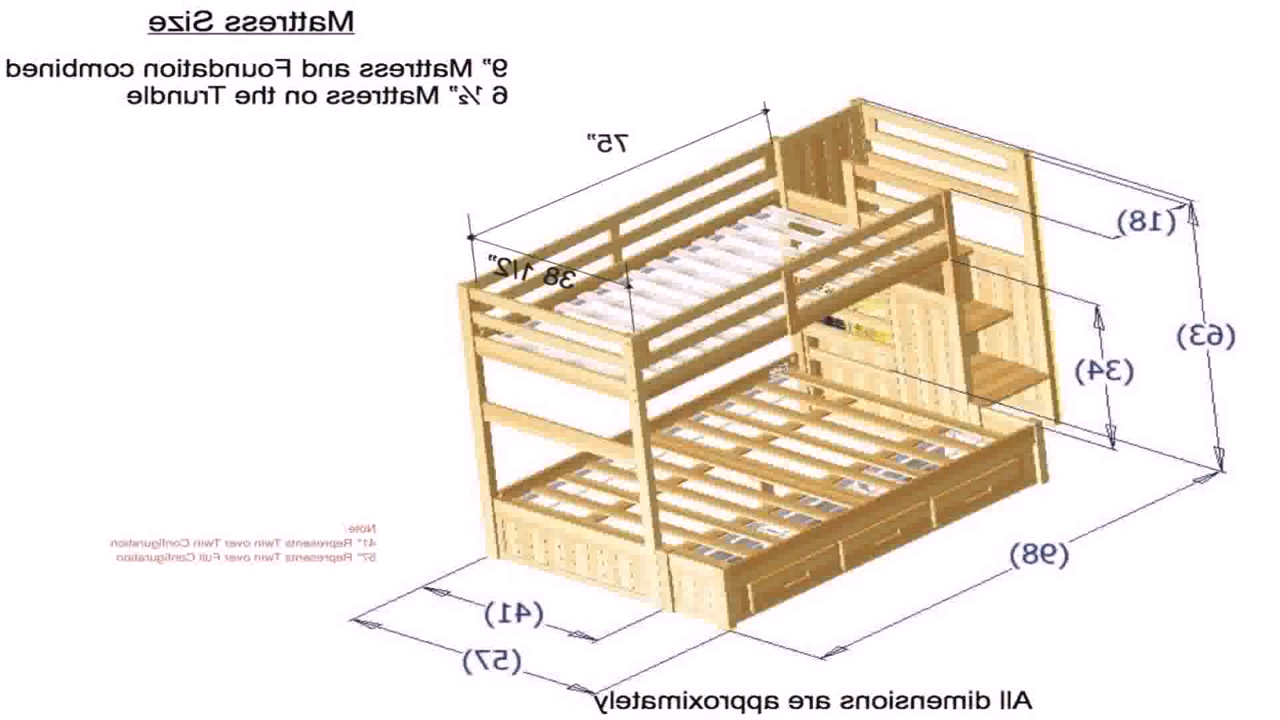 Mattress Size
9" Mattress and Foundation combined
6 ½" Mattress on the Trundle
75"
38 1/2"
(18)
(63)
(34)
(98)
(41)
(57)
Note:
41" Represents Twin over Twin Configuration
57" Represents Twin over Full Configuration
All dimensions are approximately